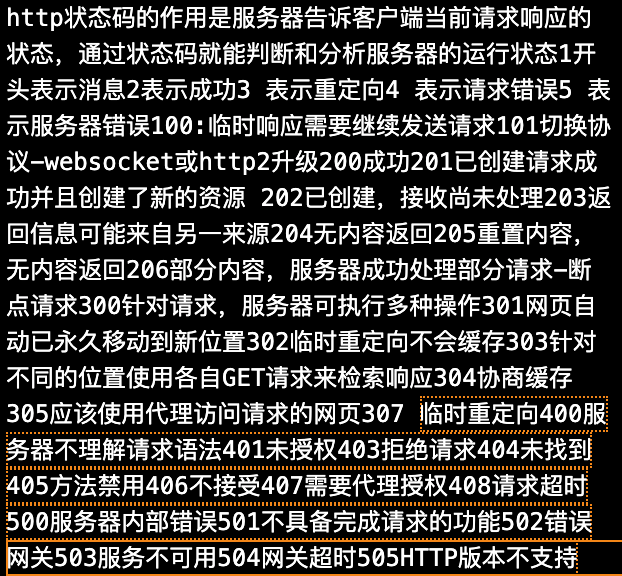 http状态码的作用是服务器告诉客户端当前请求响应的
状态，通过状态码就能判断和分析服务器的运行状态1开
头表示消息2表示成功3 表示重定向4 表示请求错误5 表
示服务器错误100:临时响应需要继续发送请求101切换协
议-websocket或http2升级200成功201已创建请求成
功并且创建了新的资源 202已创建，接收尚未处理203返
回信息可能来自另一来源204无内容返回205重置内容，
无内容返回206部分内容，服务器成功处理部分请求-断
点请求300针对请求，服务器可执行多种操作301网页自
动已永久移动到新位置302临时重定向不会缓存303针对
不同的位置使用各自GET请求来检索响应304协商缓存
305应该使用代理访问请求的网页307 临时重定向400服
务器不理解请求语法401未授权403拒绝请求404未找到
405方法禁用406不接受407需要代理授权408请求超时
500服务器内部错误501不具备完成请求的功能502错误
网关503服务不可用504网关超时505HTTP版本不支持